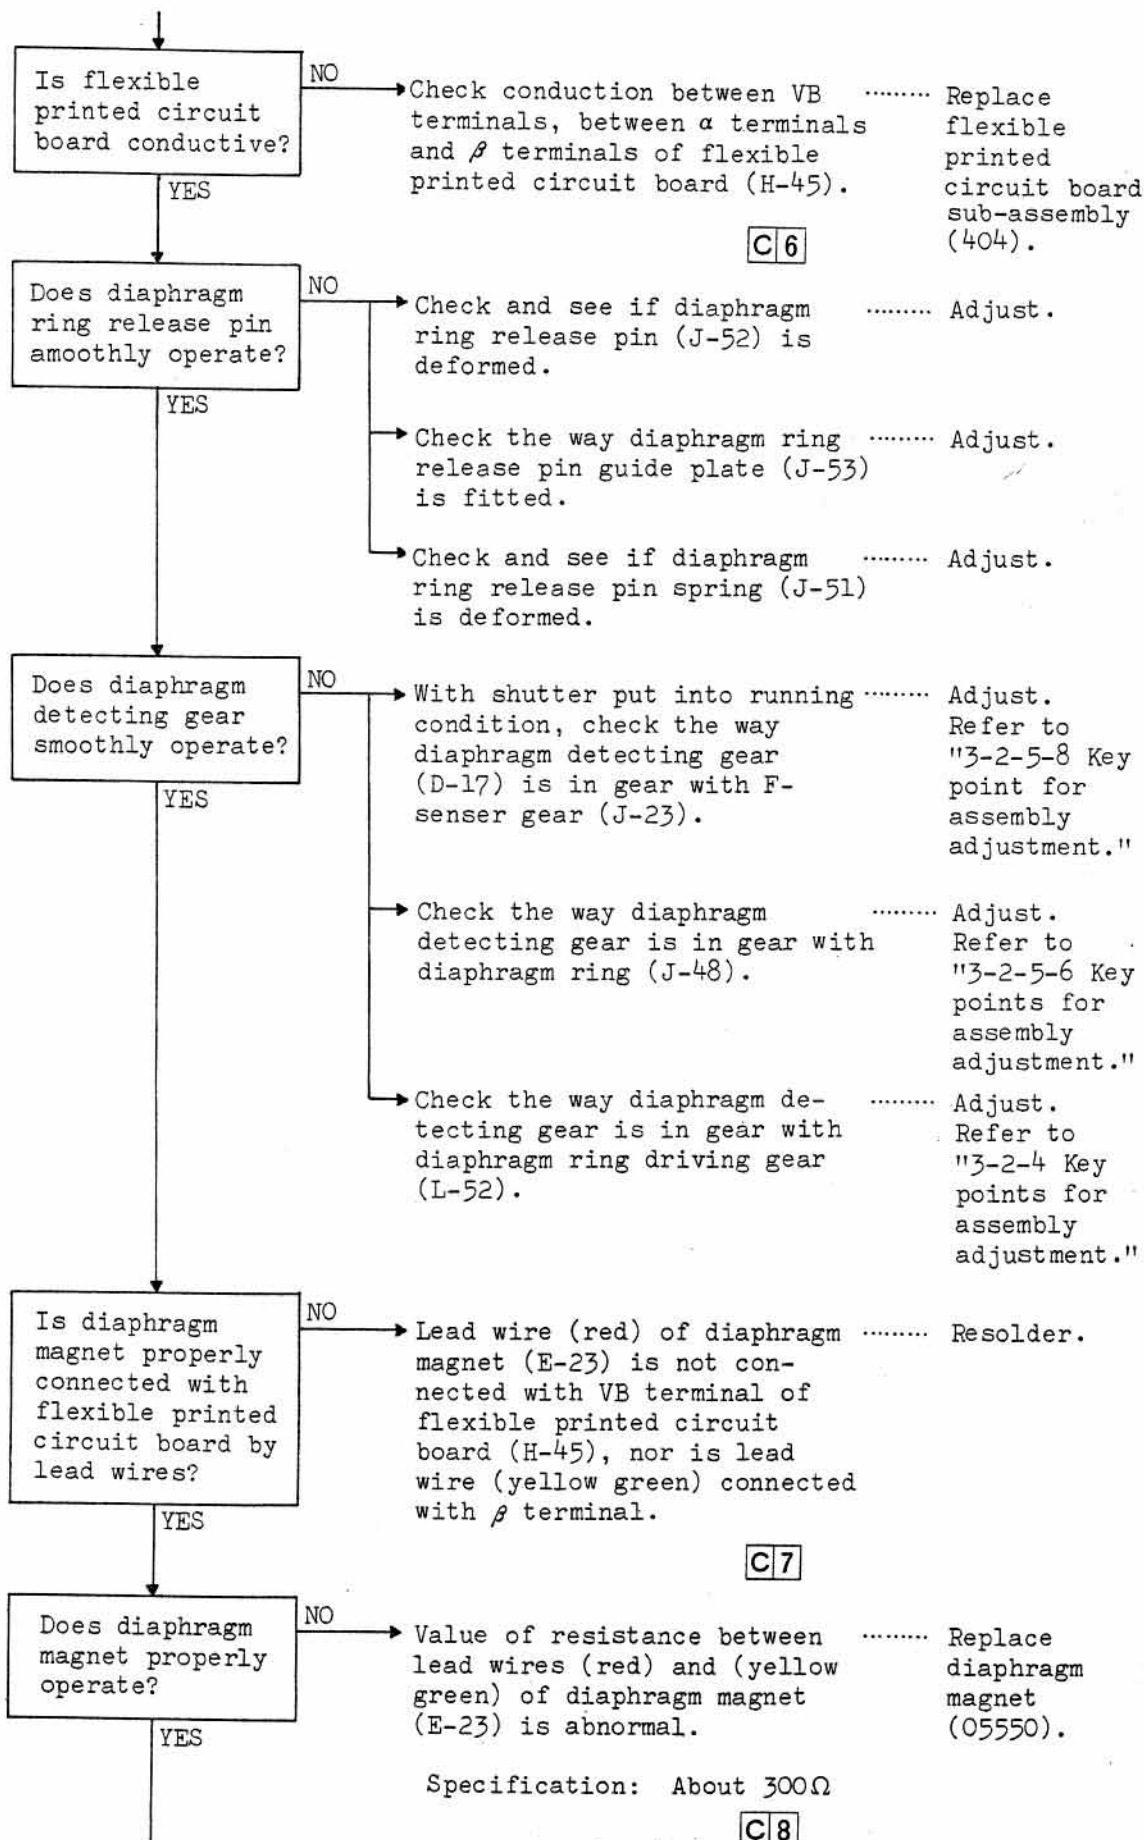 Is flexible
printed circuit
board conductive?
NO
Check conduction between VB
terminals, between α terminals
and β terminals of flexible
printed circuit board (H-45).
.........
Replace
flexible
printed
circuit board
sub-assembly
(404).
YES
C6
Does diaphragm
ring release pin
amoothly operate?
NO
Check and see if diaphragm
ring release pin (J-52) is
deformed.
.........
Adjust.
Check the way diaphragm ring
release pin guide plate (J-53)
is fitted.
.........
Adjust.
Check and see if diaphragm
ring release pin spring (J-51)
is deformed.
.........
Adjust.
YES
Does diaphragm
detecting gear
smoothly operate?
NO
With shutter put into running
condition, check the way
diaphragm detecting gear
(D-17) is in gear with F-
senser gear (J-23).
.........
Adjust.
Refer to
"3-2-5-8 Key
point for
assembly
adjustment."
Check the way diaphragm
detecting gear is in gear with
diaphragm ring (J-48).
.........
Adjust.
Refer to
"3-2-5-6 Key
points for
assembly
adjustment."
Check the way diaphragm de-
tecting gear is in gear with
diaphragm ring driving gear
(L-52).
.........
Adjust.
Refer to
"3-2-4 Key
points for
assembly
adjustment."
YES
Is diaphragm
magnet properly
connected with
flexible printed
circuit board by
lead wires?
NO
Lead wire (red) of diaphragm
magnet (E-23) is not con-
nected with VB terminal of
flexible printed circuit
board (H-45), nor is lead
wire (yellow green) connected
with β terminal.
.........
Resolder.
YES
C7
Does diaphragm
magnet properly
operate?
NO
Value of resistance between
lead wires (red) and (yellow
green) of diaphragm magnet
(E-23) is abnormal.
.........
Replace
diaphragm
magnet
(05550).
YES
Specification: About 300Ω
C8